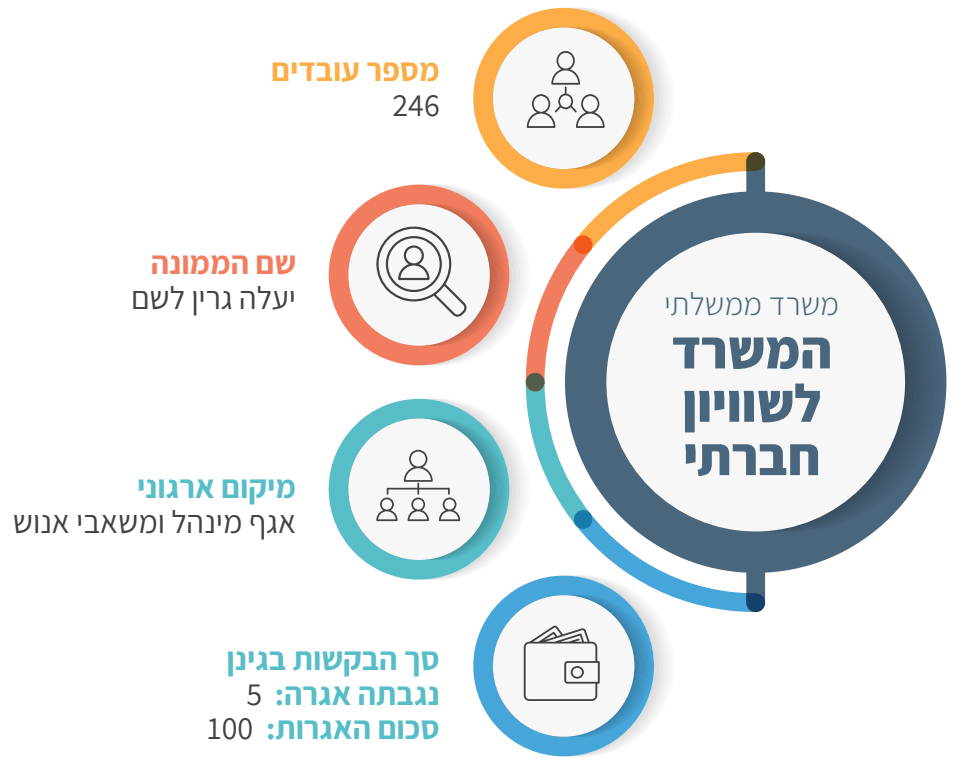 משרד ממשלתי
המשרד
לשוויון
חברתי
מספר עובדים
246
שם הממונה
יעלה גרין לשם
מיקום ארגוני
אגף מינהל ומשאבי אנוש
סך הבקשות בגינן
נגבתה אגרה: 5
סכום האגרות: 100